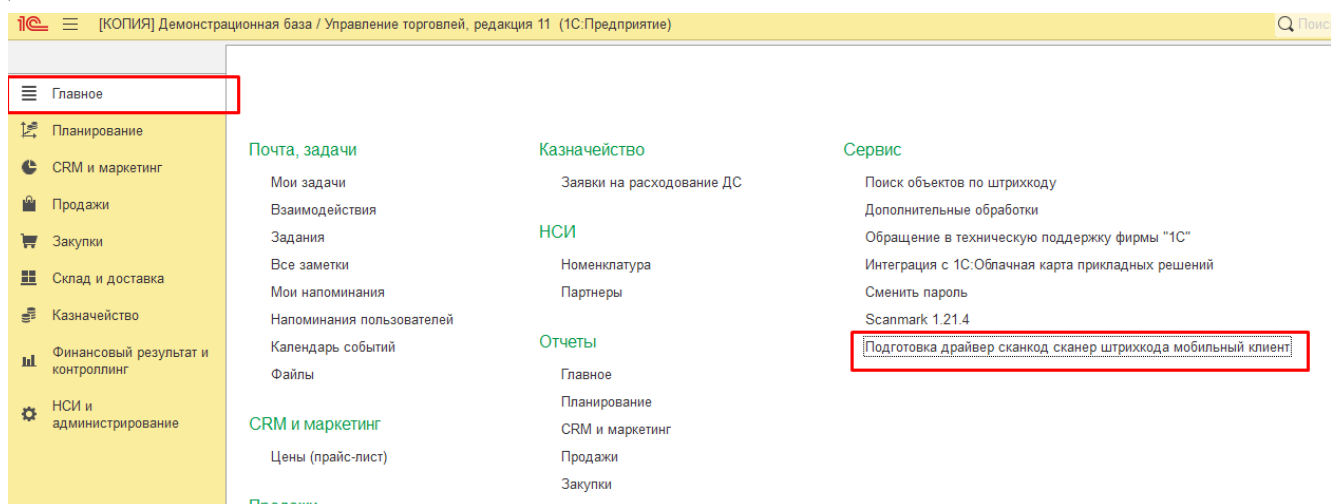 1С [КОПИЯ] Демонстрационная база / Управление торговлей, редакция 11 (1С:Предприятие)
Главное
Планирование
CRM и маркетинг
Продажи
Закупки
Склад и доставка
Казначейство
Финансовый результат и
контроллинг
НСИ и
администрирование
Почта, задачи
Мои задачи
Взаимодействия
Задания
Все заметки
Мои напоминания
Напоминания пользователей
Календарь событий
Файлы
CRM и маркетинг
Цены (прайс-лист)
Казначейство
Заявки на расходование ДС
НСИ
Номенклатура
Партнеры
Отчеты
Главное
Планирование
CRM и маркетинг
Продажи
Закупки
Сервис
Поиск объектов по штрихкоду
Дополнительные обработки
Обращение в техническую поддержку фирмы "1С"
Интеграция с 1С:Облачная карта прикладных решений
Сменить пароль
Scanmark 1.21.4
Подготовка драйвер сканкод сканер штрихкода мобильный клиент